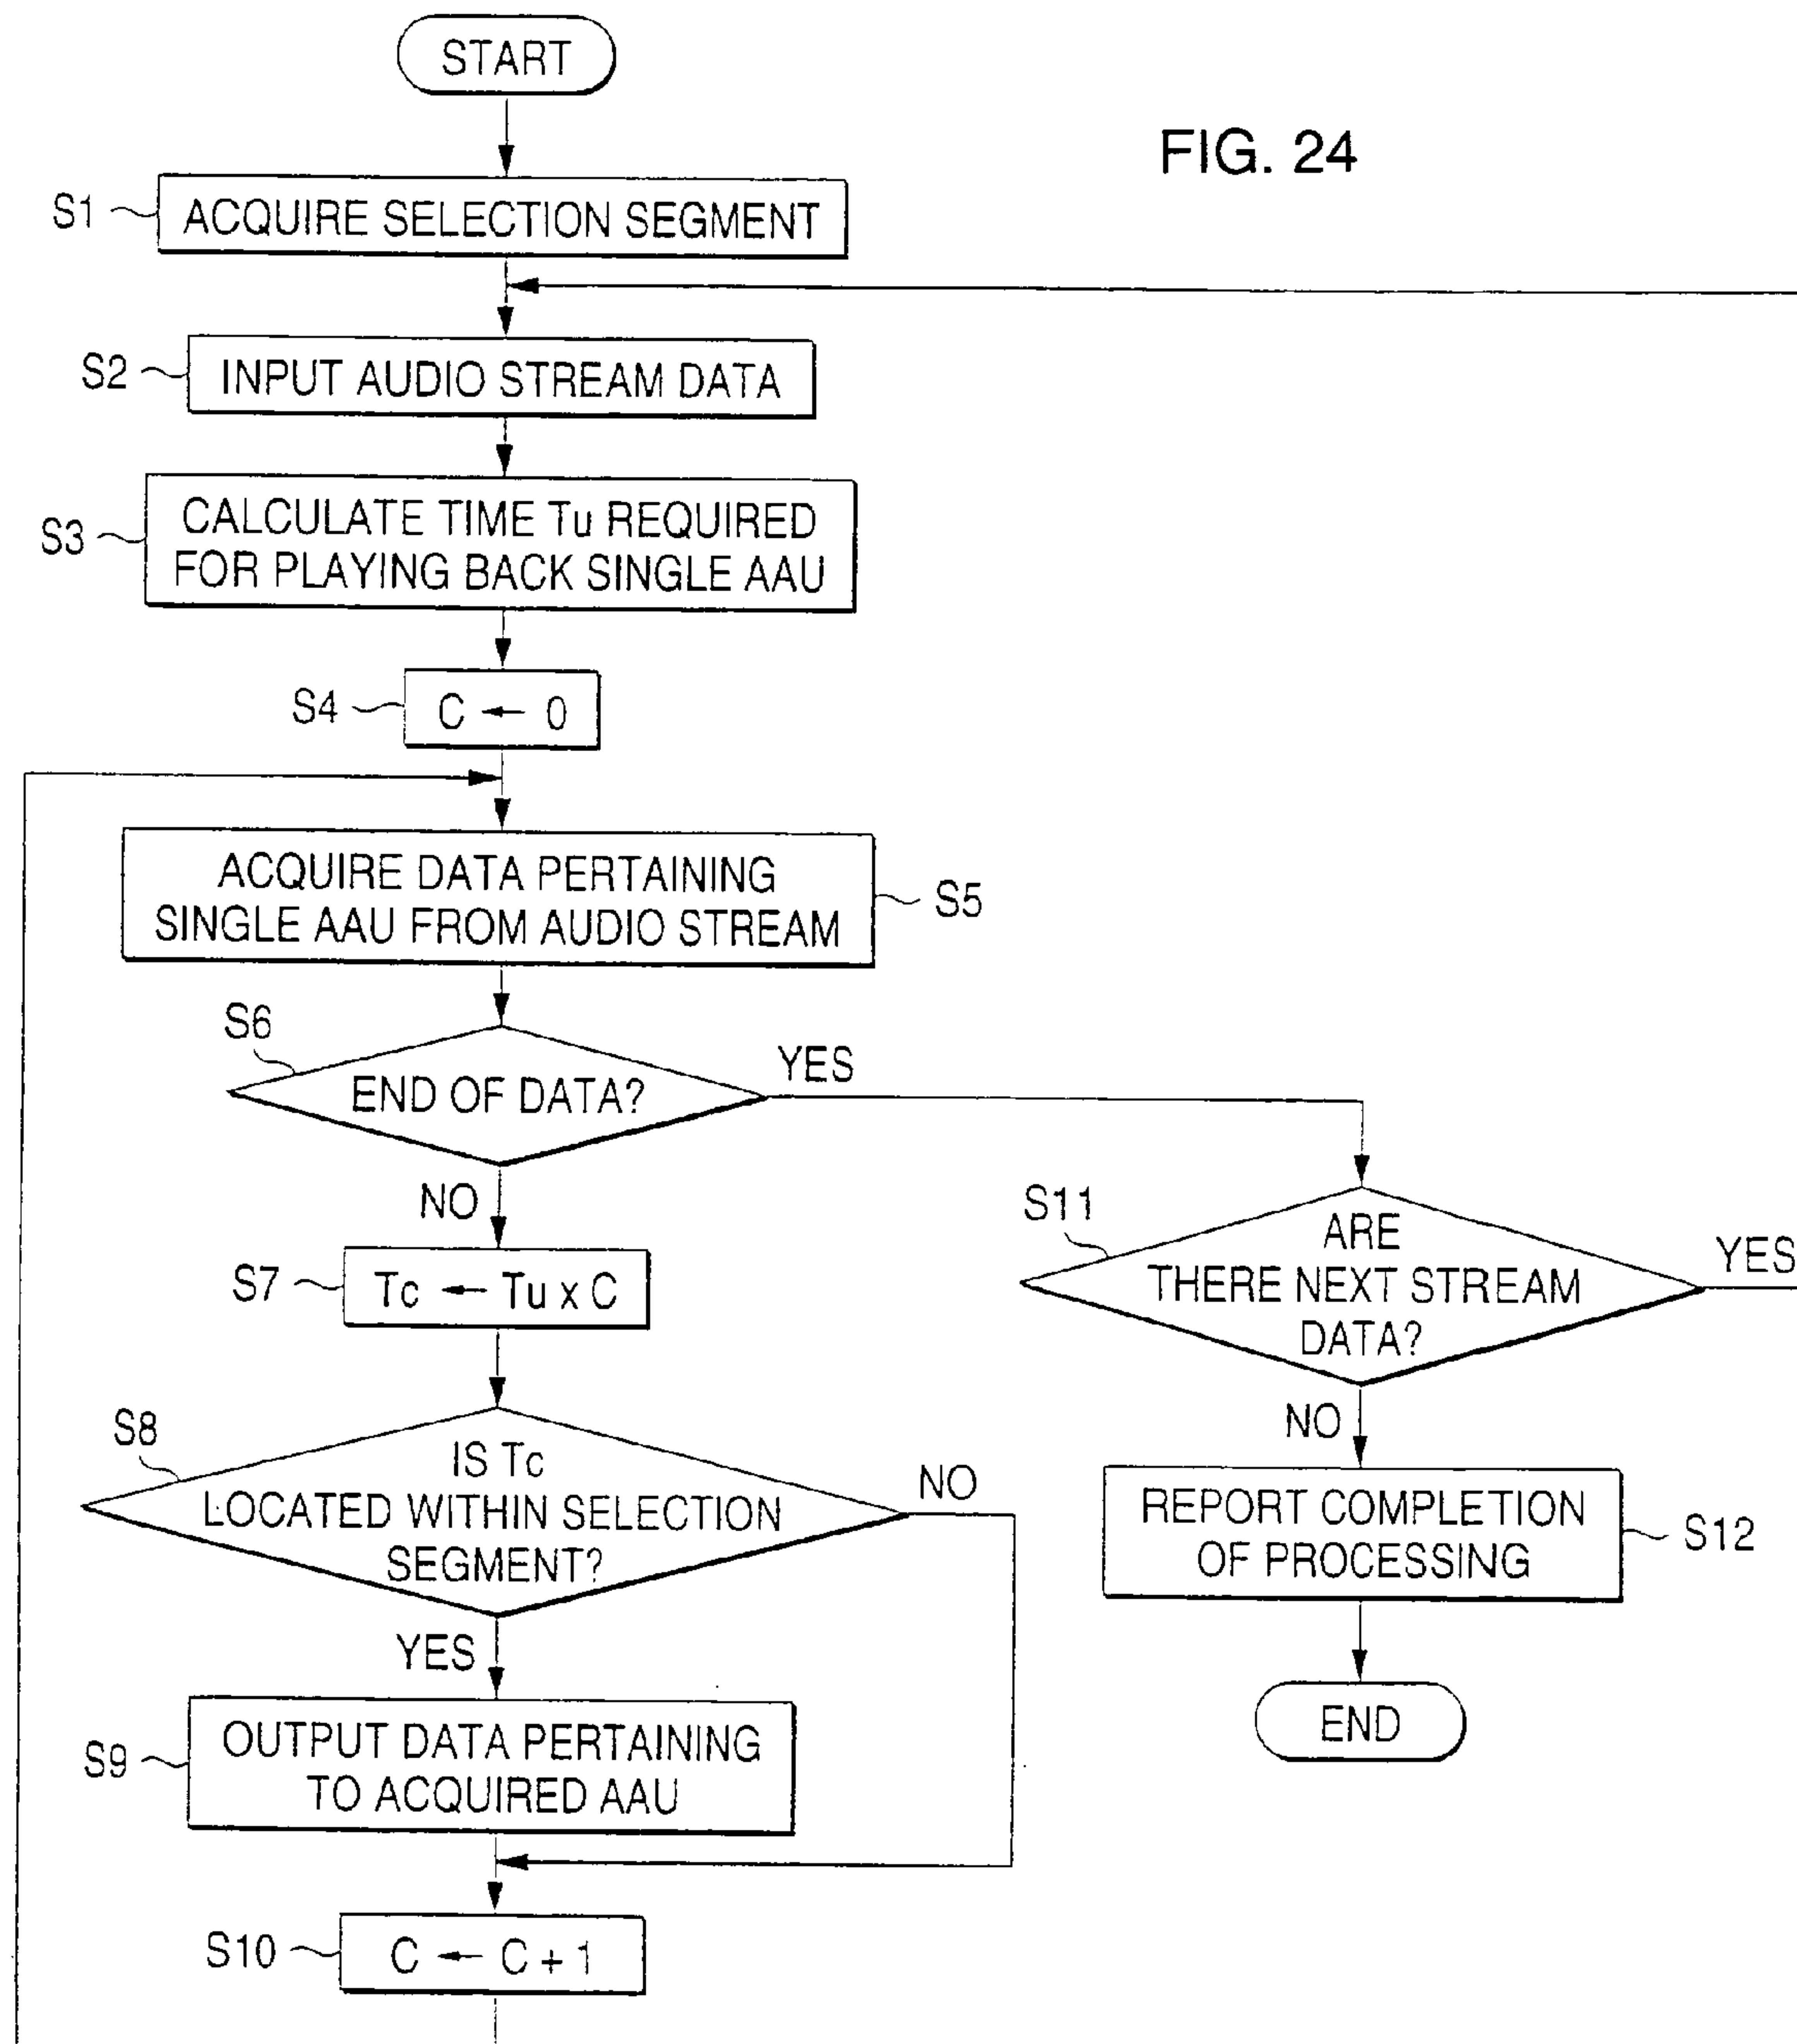 START
FIG. 24
S1
ACQUIRE SELECTION SEGMENT
S2
INPUT AUDIO STREAM DATA
S3
CALCULATE TIME Tu REQUIRED
FOR PLAYING BACK SINGLE AAU
S4
C ← 0
ACQUIRE DATA PERTAINING
SINGLE AAU FROM AUDIO STREAM
S5
S6
END OF DATA?
YES
NO
S7
Tc ← Tu x C
S8
IS Tc
LOCATED WITHIN SELECTION
SEGMENT?
NO
YES
S9
OUTPUT DATA PERTAINING
TO ACQUIRED AAU
S10
C ← C + 1
S11
ARE
THERE NEXT STREAM
DATA?
YES
NO
REPORT COMPLETION
OF PROCESSING
S12
END